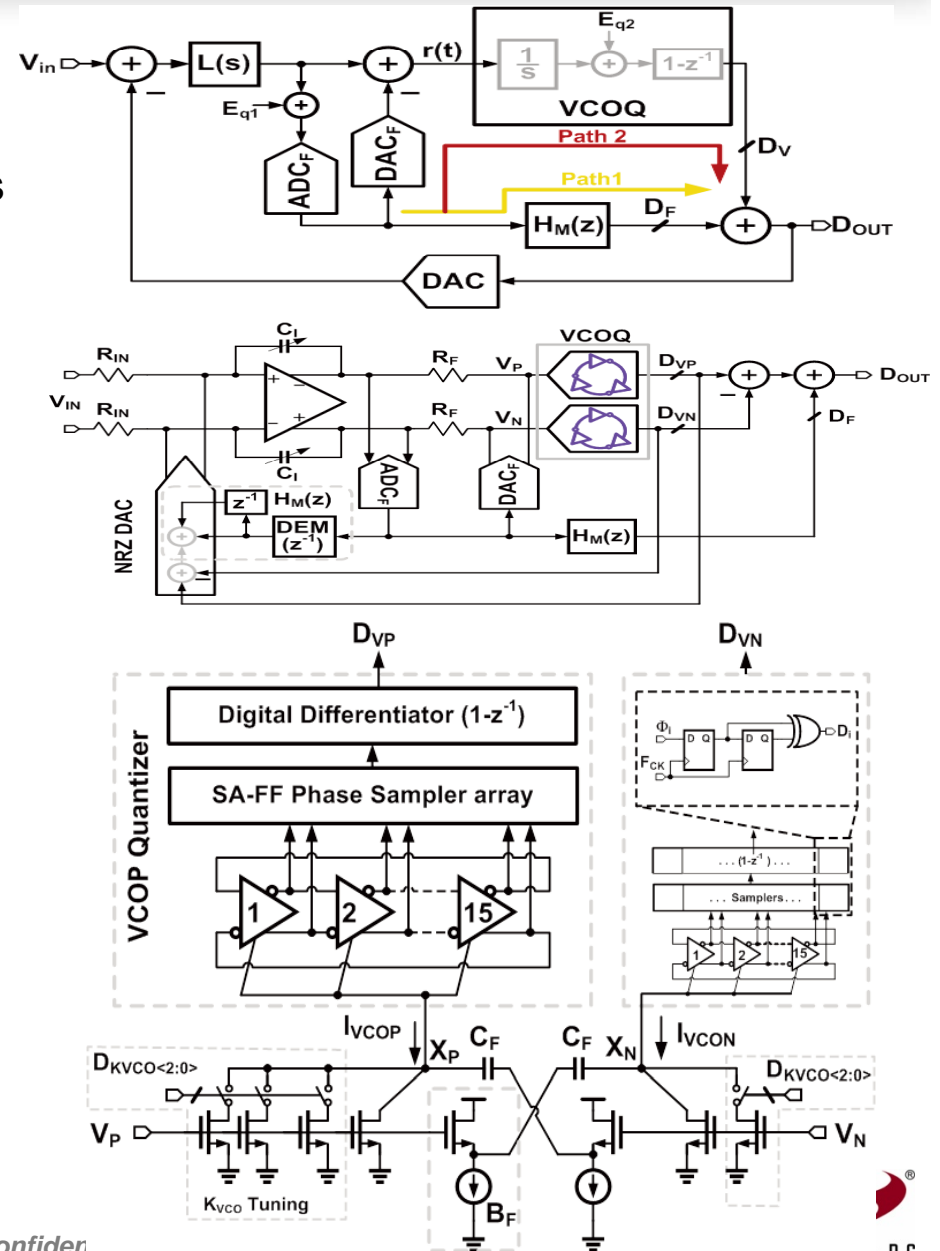 Vin
L(s)
r(t)
Eq2
1
s
1-z-1
VCOQ
Eq1
ADCF
DACF
Path 2
Path1
DV
HM(z)
DF
DOUT
DAC
s
CI
RIN
RF
VP
VCOQ
DVP
DOUT
VIN
RIN
RF
VN
DVN
DF
CI
ADCF
DACF
z-1
HM(z)
DEM
(z-1)
HM(z)
NRZ DAC
DVP
DVN
VCOP Quantizer
Digital Differentiator (1-z-1)
SA-FF Phase Sampler array
1
2
15
Φi
D Q
D Q
Di
FCK
...(1-z-1)...
... Samplers...
1
2
15
IVCOP
XP
CF
CF
XN
IVCON
DKVCO<2:0>
DKVCO<2:0>
VP
VN
KVCO Tuning
BF
®